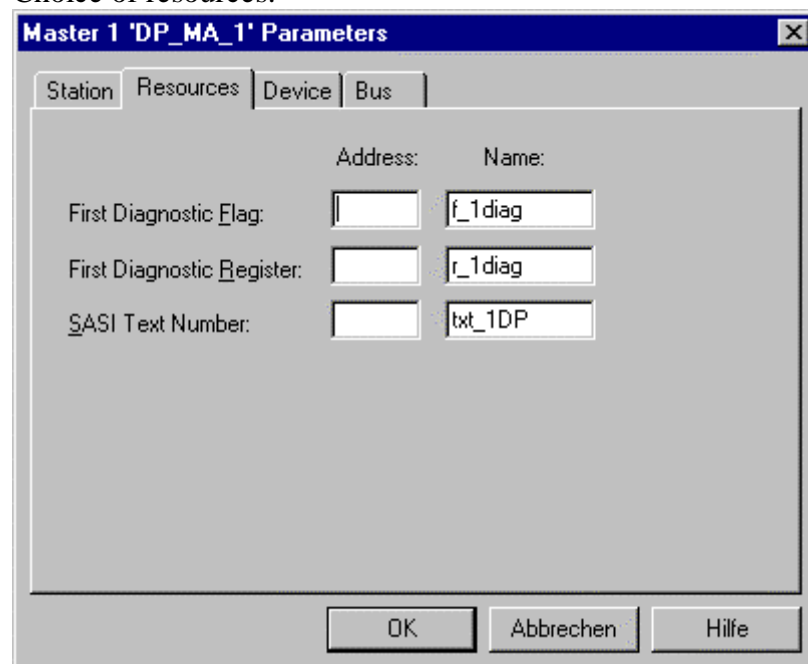 Choice of resources:
Master 1 'DP_MA_1' Parameters
Station Resources Device Bus
Address: Name:
First Diagnostic Flag: f_1diag
First Diagnostic Register: r_1diag
SASI Text Number: txt_1DP
OK Abbrechen Hilfe